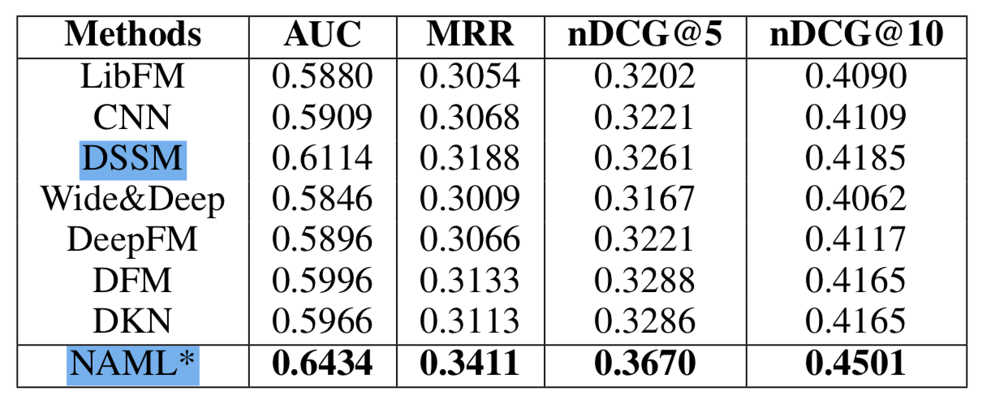 Methods AUC MRR nDCG@5 nDCG@10
LibFM 0.5880 0.3054 0.3202 0.4090
CNN 0.5909 0.3068 0.3221 0.4109
DSSM 0.6114 0.3188 0.3261 0.4185
Wide&Deep 0.5846 0.3009 0.3167 0.4062
DeepFM 0.5896 0.3066 0.3221 0.4117
DFM 0.5996 0.3133 0.3288 0.4165
DKN 0.5966 0.3113 0.3286 0.4165
NAML* 0.6434 0.3411 0.3670 0.4501